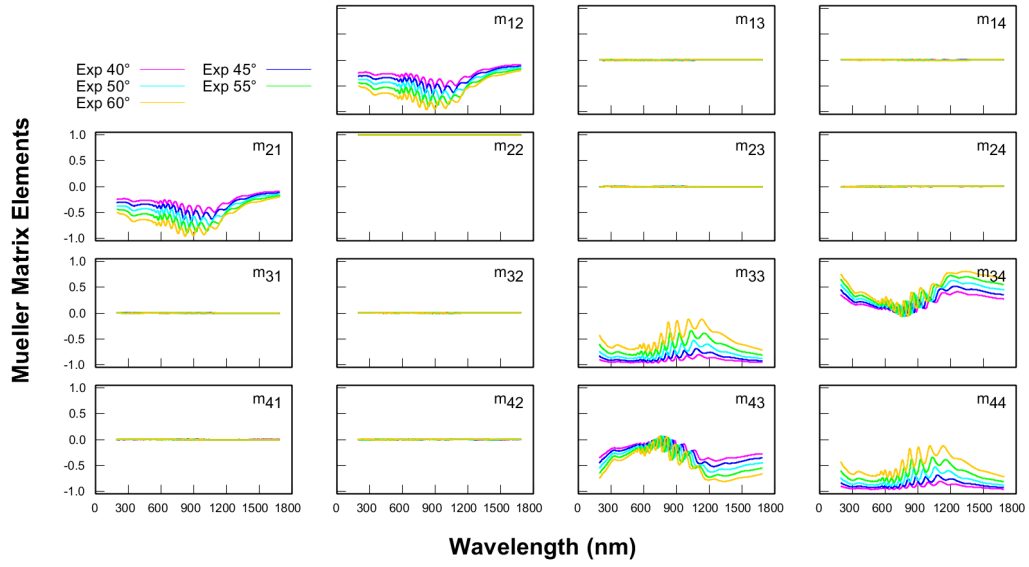 m12
m13
m14
Exp 40° Exp 45°
Exp 50° Exp 55°
Exp 60°
Mueller Matrix Elements
1.0
0.5
0.0
-0.5
-1.0
m21
m22
m23
m24
1.0
0.5
0.0
-0.5
-1.0
m31
m32
m33
m34
1.0
0.5
0.0
-0.5
-1.0
m41
m42
m43
m44
0 300 600 900 1200 1500 1800
0 300 600 900 1200 1500 1800
0 300 600 900 1200 1500 1800
0 300 600 900 1200 1500 1800
Wavelength (nm)